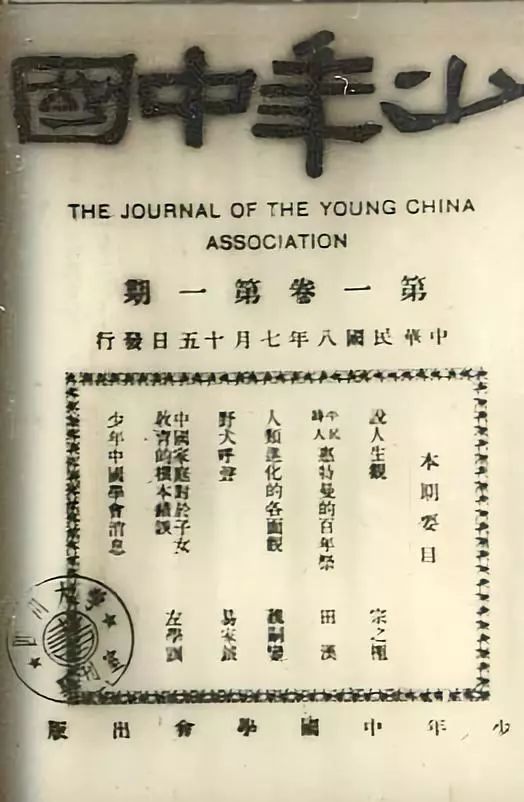 少年中國
THE JOURNAL OF THE YOUNG CHINA
ASSOCIATION
第一卷第一期
中華民國八年七月十五日發行
本期要目
說人生觀 宗之櫆
平民詩人惠特曼的百年祭 田漢
人類進化的各面觀 魏嗣鑾
野犬呼聲 易家鉞
中國家庭對於子女
教育的根本錯誤 左學訓
少年中國學會消息
少年中國學會出版